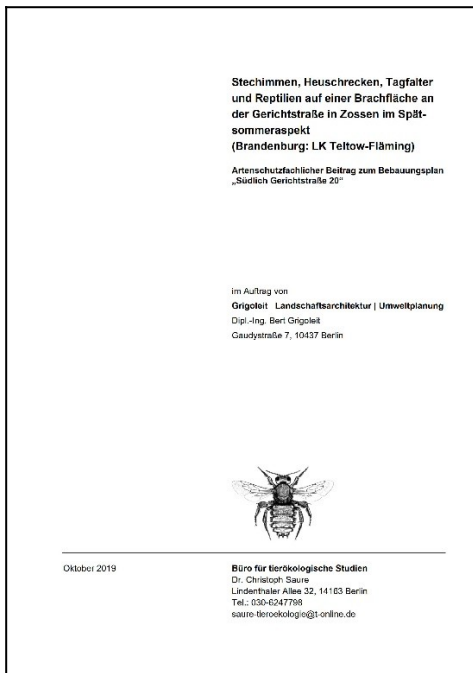 Stechimmen, Heuschrecken, Tagfalter
und Reptilien auf einer Brachfläche an
der Gerichtstraße in Zossen im Spät-
sommeraspekt
(Brandenburg: LK Teltow-Fläming)
Artenschutzfachlicher Beitrag zum Bebauungsplan
„Südlich Gerichtstraße 20“
im Auftrag von
Grigoleit Landschaftsarchitektur | Umweltplanung
Dipl.-Ing. Bert Grigoleit
Gaudystraße 7, 10437 Berlin
Oktober 2019
Büro für tierökologische Studien
Dr. Christoph Saure
Lindenthaler Allee 32, 14163 Berlin
Tel.: 030-6247798
saure-tieroekologie@t-online.de